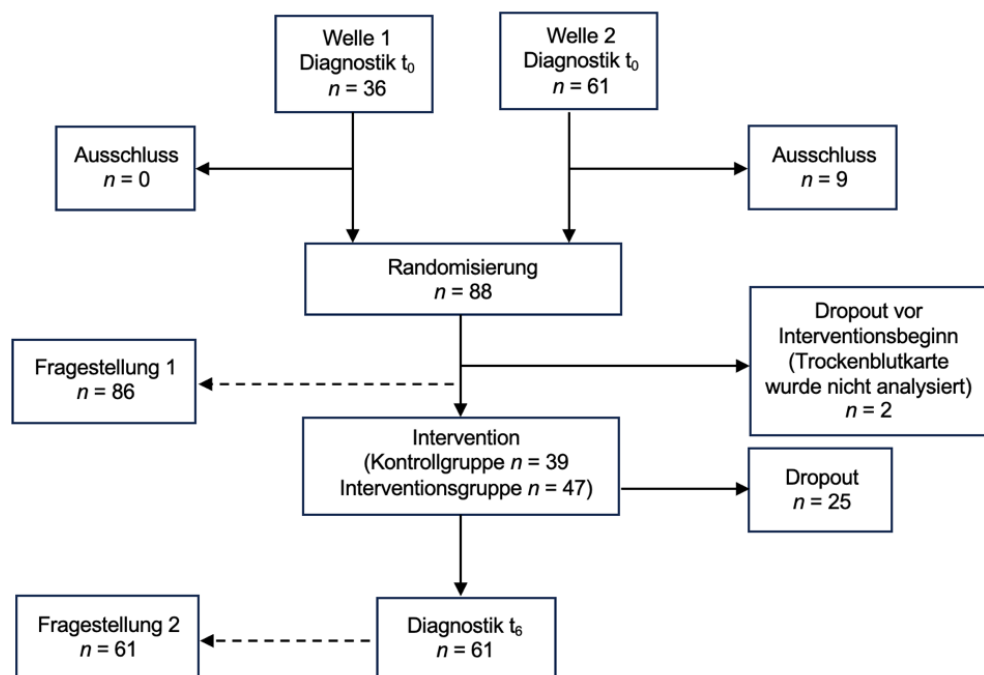 Welle 1
Diagnostik t₀
n = 36
Welle 2
Diagnostik t₀
n = 61
Ausschluss
n = 0
Ausschluss
n = 9
Randomisierung
n = 88
Dropout vor
Interventionsbeginn
(Trockenblutkarte
wurde nicht analysiert)
n = 2
Fragestellung 1
n = 86
Intervention
(Kontrollgruppe n = 39
Interventionsgruppe n = 47)
Dropout
n = 25
Fragestellung 2
n = 61
Diagnostik t₆
n = 61